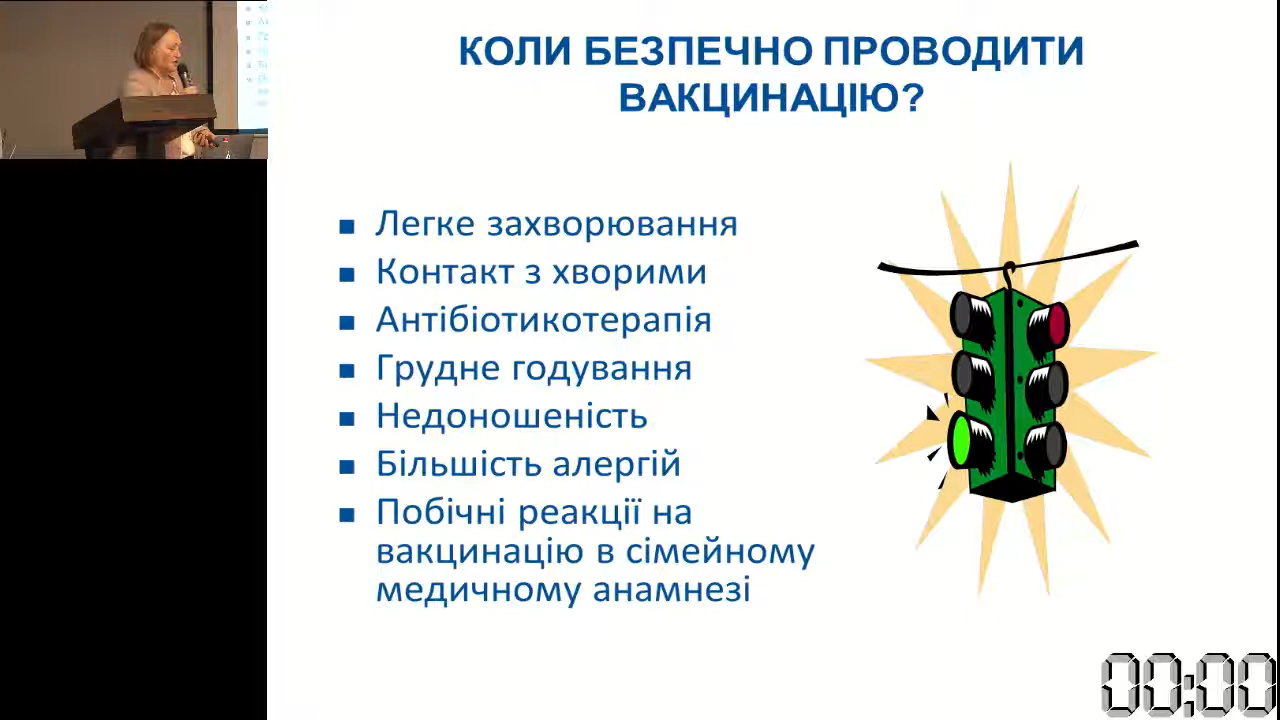 КОЛИ БЕЗПЕЧНО ПРОВОДИТИ
ВАКЦИНАЦІЮ?
Легке захворювання
Контакт з хворими
Антібіотикотерапія
Грудне годування
Недоношеність
Більшість алергій
Побічні реакції на
вакцинацію в сімейному
медичному анамнезі
00:00